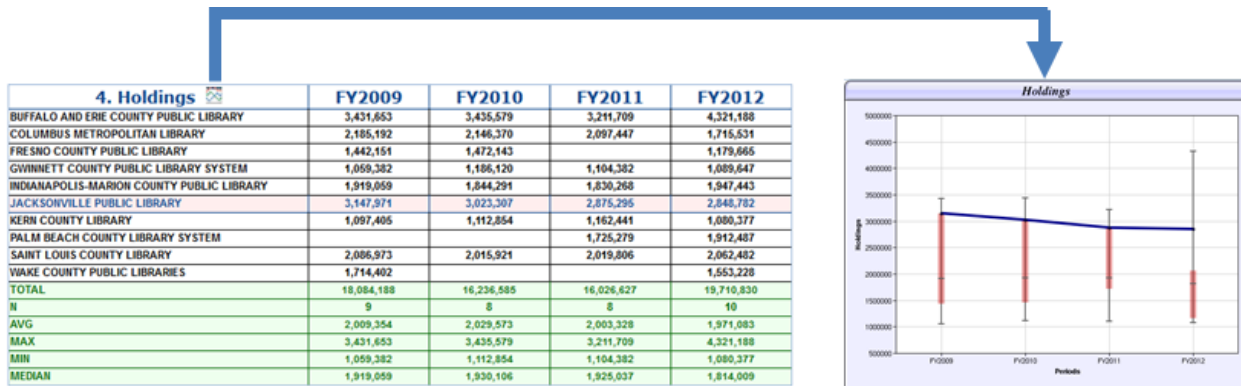 4. Holdings FY2009 FY2010 FY2011 FY2012
BUFFALO AND ERIE COUNTY PUBLIC LIBRARY 3,431,653 3,435,579 3,211,709 4,321,188
COLUMBUS METROPOLITAN LIBRARY 2,185,192 2,146,370 2,097,447 1,715,531
FRESNO COUNTY PUBLIC LIBRARY 1,442,151 1,472,143 1,179,665
GWINNETT COUNTY PUBLIC LIBRARY SYSTEM 1,059,382 1,186,120 1,104,382 1,089,647
INDIANAPOLIS-MARION COUNTY PUBLIC LIBRARY 1,919,059 1,844,291 1,830,268 1,947,443
JACKSONVILLE PUBLIC LIBRARY 3,147,971 3,023,307 2,875,295 2,848,782
KERN COUNTY LIBRARY 1,097,405 1,112,854 1,162,441 1,080,377
PALM BEACH COUNTY LIBRARY SYSTEM 1,725,279 1,912,487
SAINT LOUIS COUNTY LIBRARY 2,086,973 2,015,921 2,019,806 2,062,482
WAKE COUNTY PUBLIC LIBRARIES 1,714,402 1,553,228
TOTAL 18,084,188 16,236,585 16,026,627 19,710,830
N 9 8 8 10
AVG 2,009,354 2,029,573 2,003,328 1,971,083
MAX 3,431,653 3,435,579 3,211,709 4,321,188
MIN 1,059,382 1,112,854 1,104,382 1,080,377
MEDIAN 1,919,059 1,930,106 1,925,037 1,814,009
Holdings
5000000
4500000
4000000
3500000
3000000
2500000
2000000
1500000
1000000
500000
Holdings
FY2009 FY2010 FY2011 FY2012
Periods